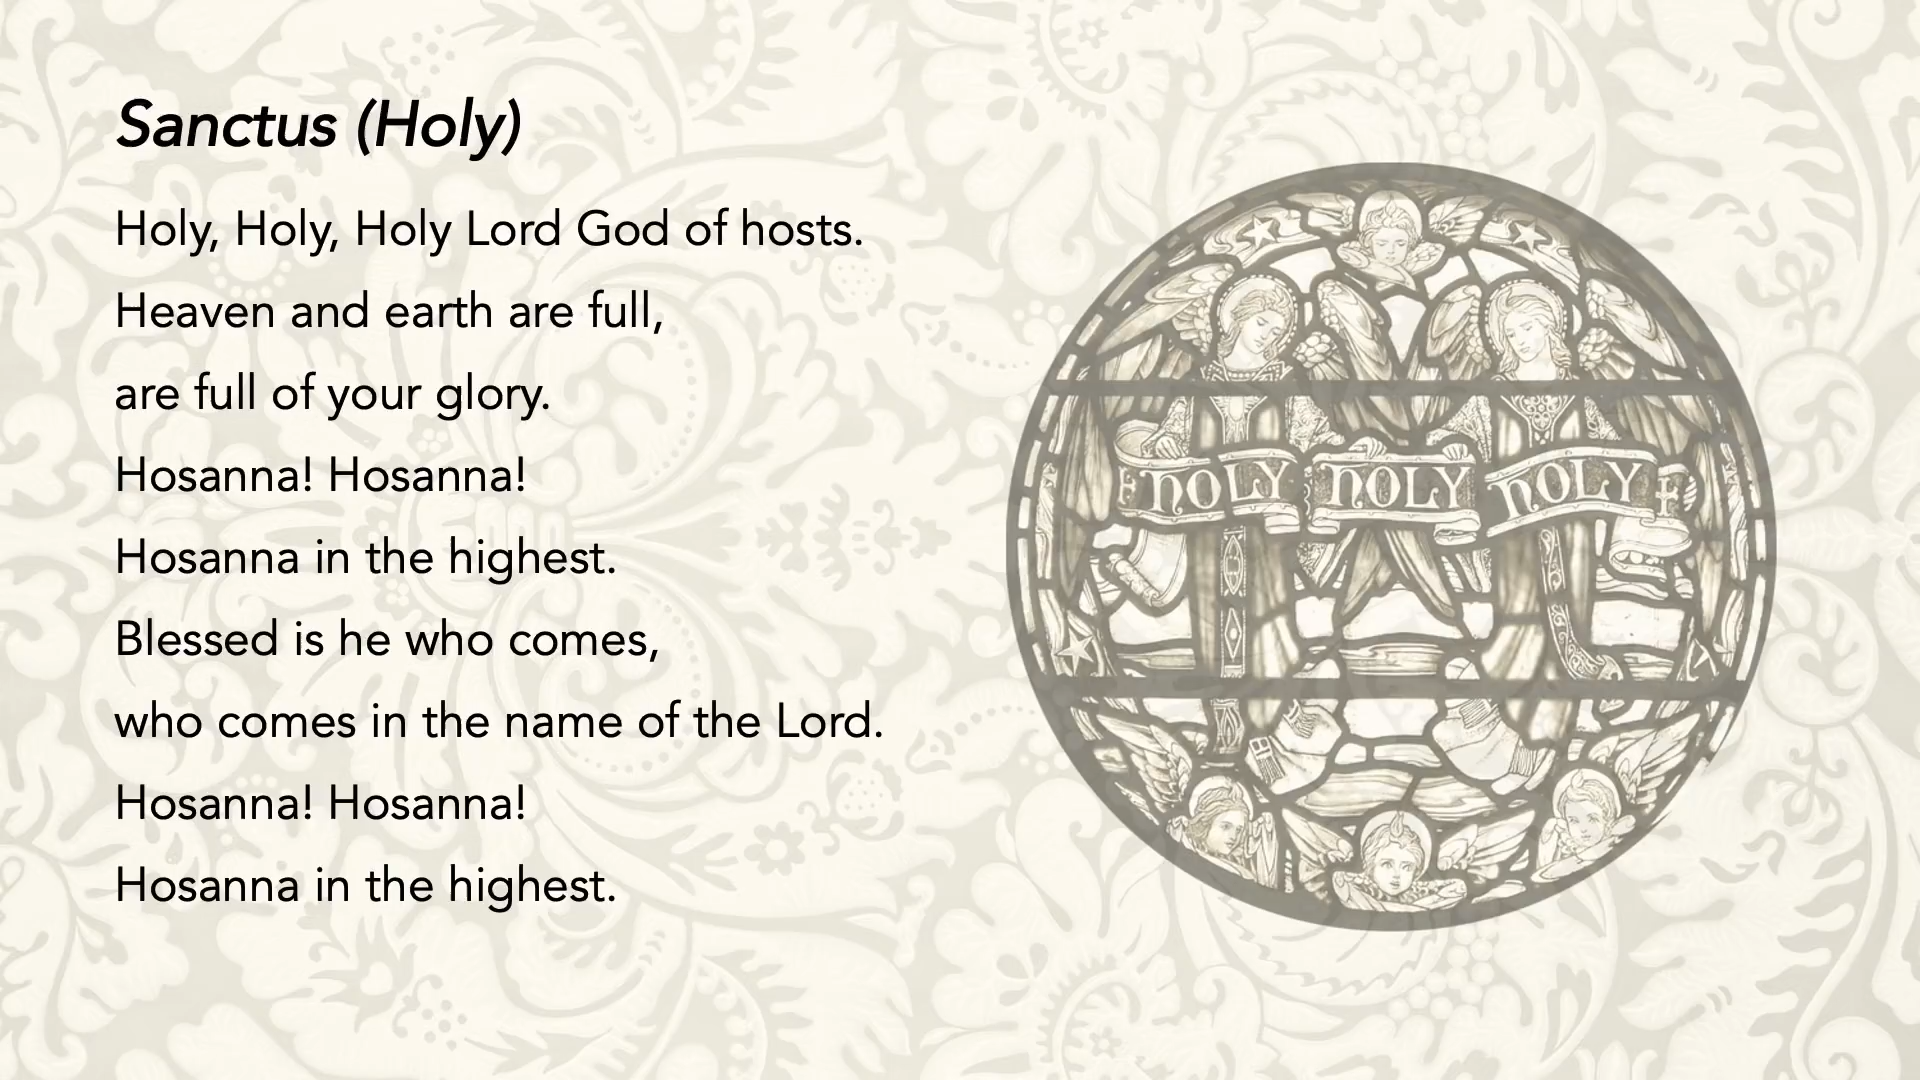 Sanctus (Holy)
Holy, Holy, Holy Lord God of hosts.
Heaven and earth are full,
are full of your glory.
Hosanna! Hosanna!
Hosanna in the highest.
Blessed is he who comes,
who comes in the name of the Lord.
Hosanna! Hosanna!
Hosanna in the highest.
HOLY HOLY HOLY